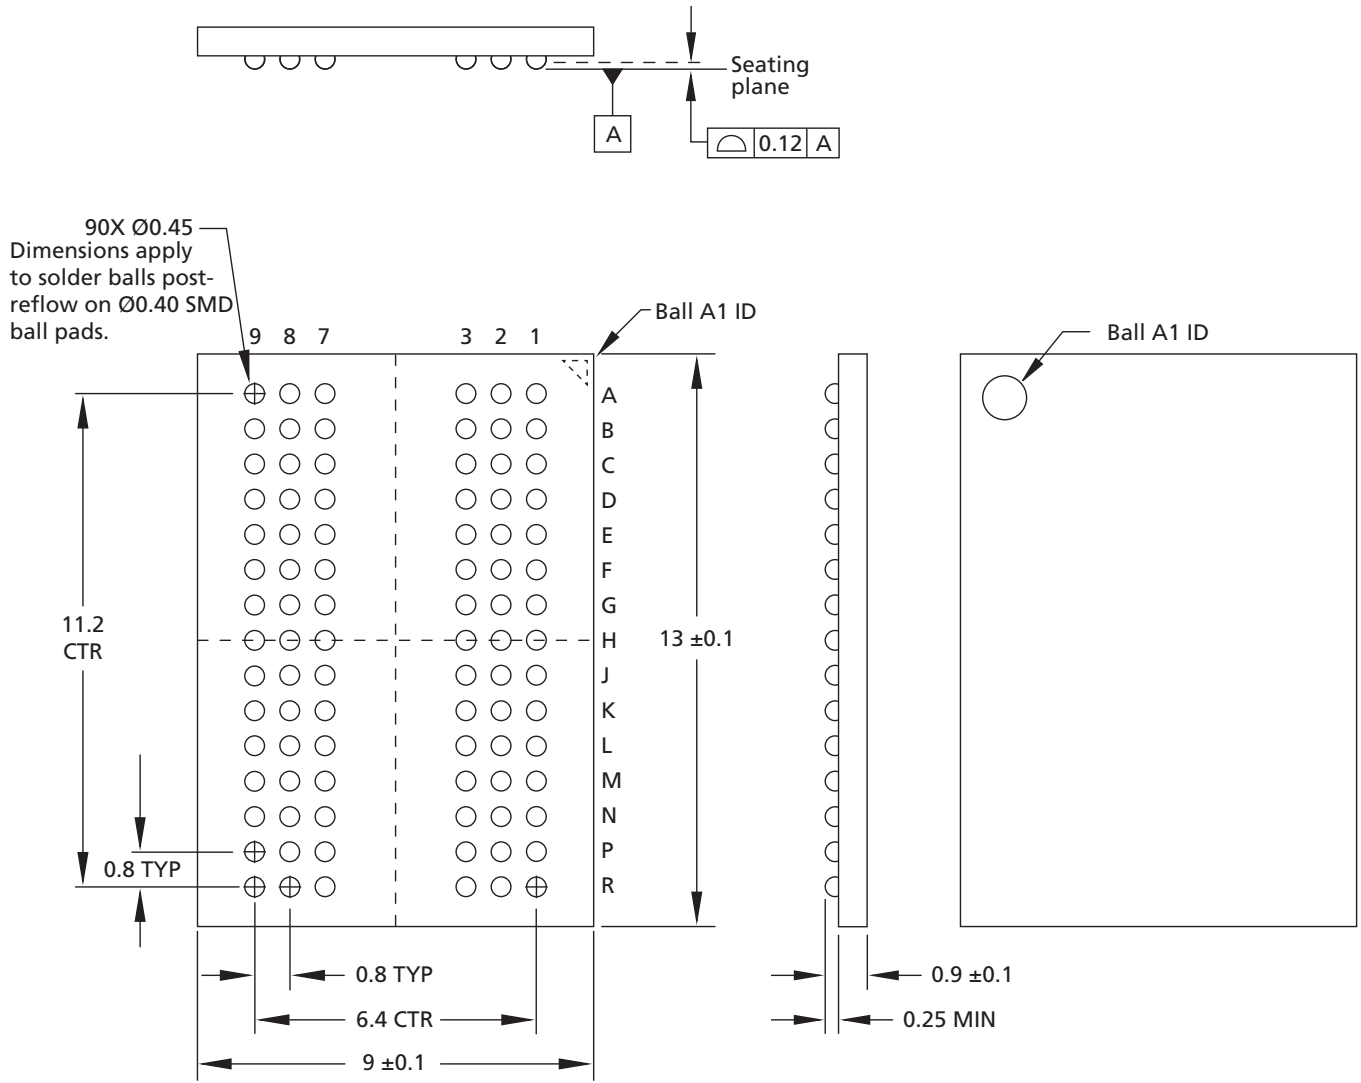 Seating
plane
A
0.12 A
90X Ø0.45
Dimensions apply
to solder balls post-
reflow on Ø0.40 SMD
ball pads.
Ball A1 ID
Ball A1 ID
9 8 7 3 2 1
A
B
C
D
E
F
G
H
J
K
L
M
N
P
R
11.2
CTR
13 ±0.1
0.8 TYP
0.8 TYP
6.4 CTR
9 ±0.1
0.9 ±0.1
0.25 MIN